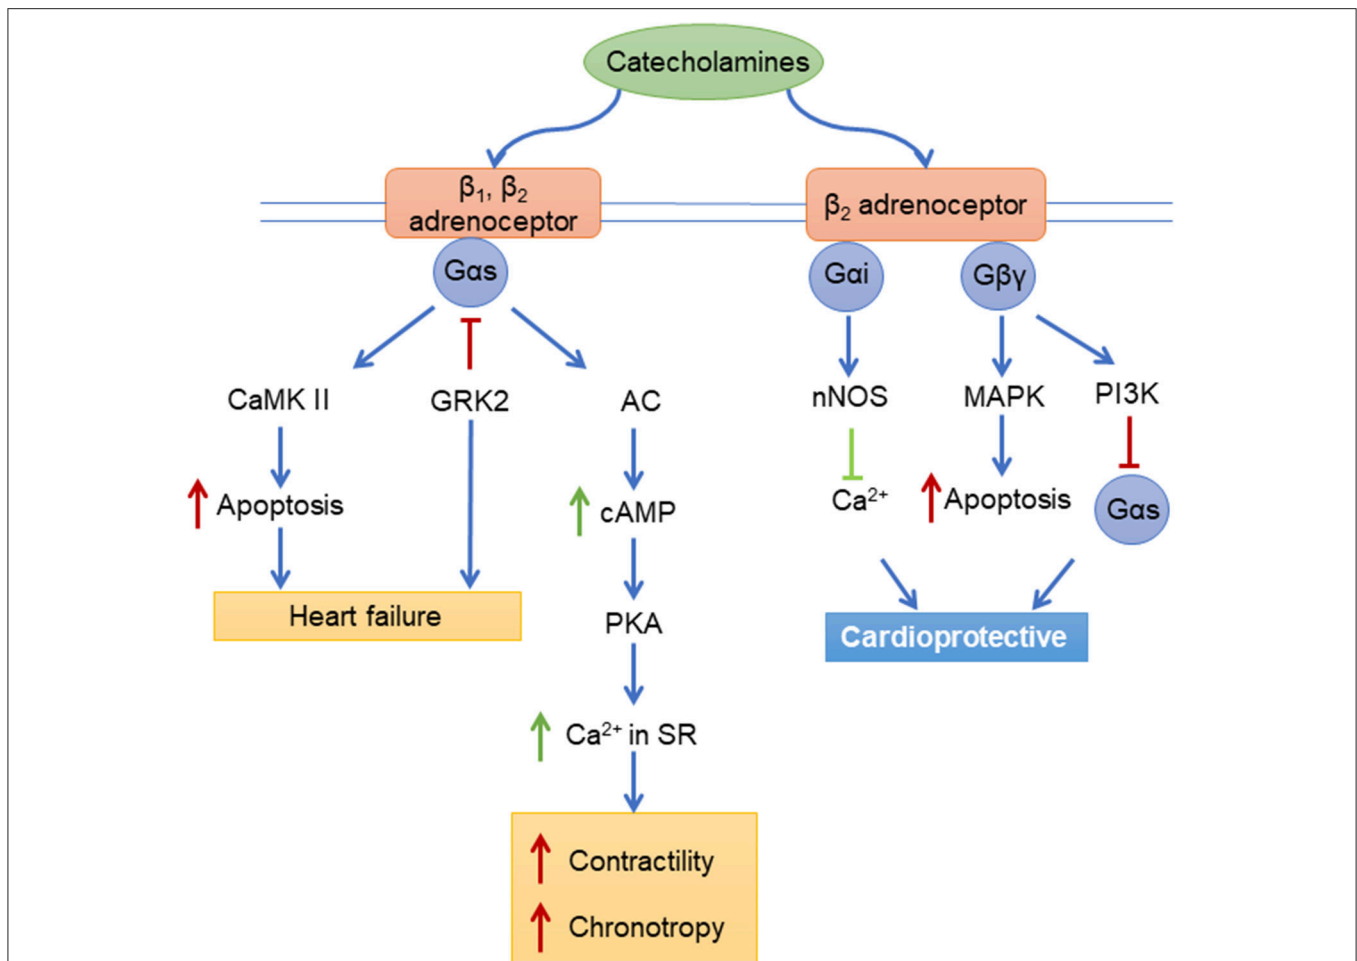 Catecholamines
β₁, β₂
adrenoceptor
β₂ adrenoceptor
Gαs
Gαi
Gβγ
CaMK II
GRK2
AC
nNOS
MAPK
PI3K
Apoptosis
cAMP
Ca²⁺
Apoptosis
Gαs
Heart failure
PKA
Cardioprotective
Ca²⁺ in SR
Contractility
Chronotropy